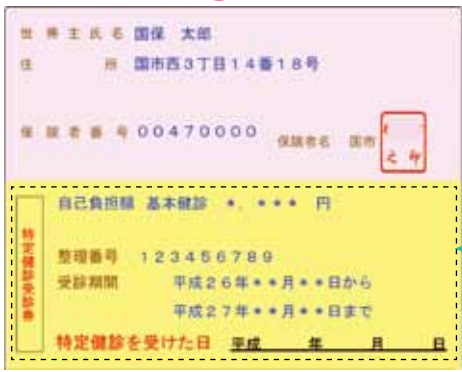 世帯主氏名 国保 太郎
住所 国市西3丁目14番18号
保険者番号 00470000 保険者名 国市
自己負担額 基本健診 *,*** 円
特定健診受診券
整理番号 123456789
受診期間 平成26年**月**日から
平成27年**月**日まで
特定健診を受けた日 平成 年 月 日